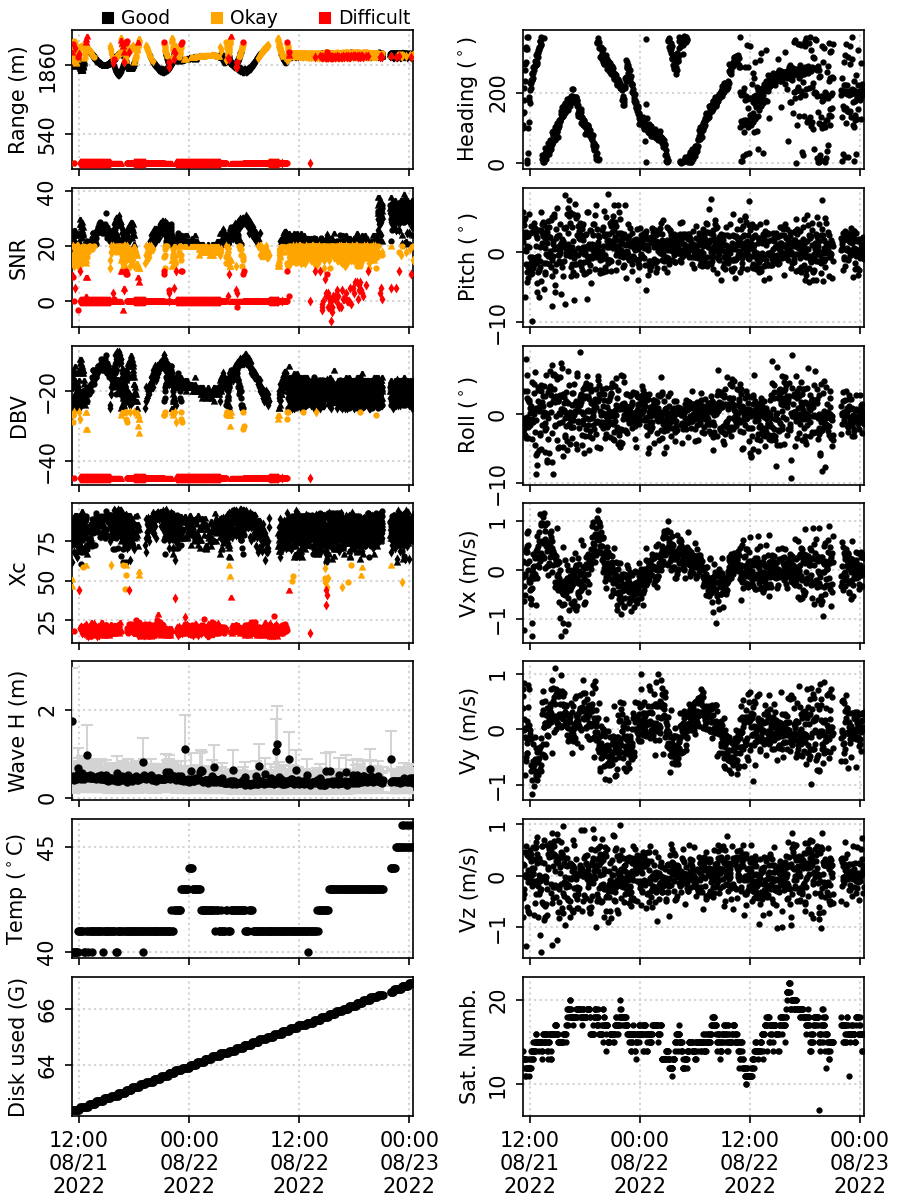 Good Okay Difficult
Range (m)
1860
540
Heading (°)
200
0
SNR
40
20
0
Pitch (°)
0
−10
DBV
−20
−40
Roll (°)
0
−10
Xc
75
50
25
Vx (m/s)
1
0
−1
Wave H (m)
2
0
Vy (m/s)
1
0
−1
Temp (°C)
45
40
Vz (m/s)
1
0
−1
Disk used (G)
66
64
Sat. Numb.
20
10
12:00 00:00 12:00 00:00
08/21 08/22 08/22 08/23
2022 2022 2022 2022
12:00 00:00 12:00 00:00
08/21 08/22 08/22 08/23
2022 2022 2022 2022